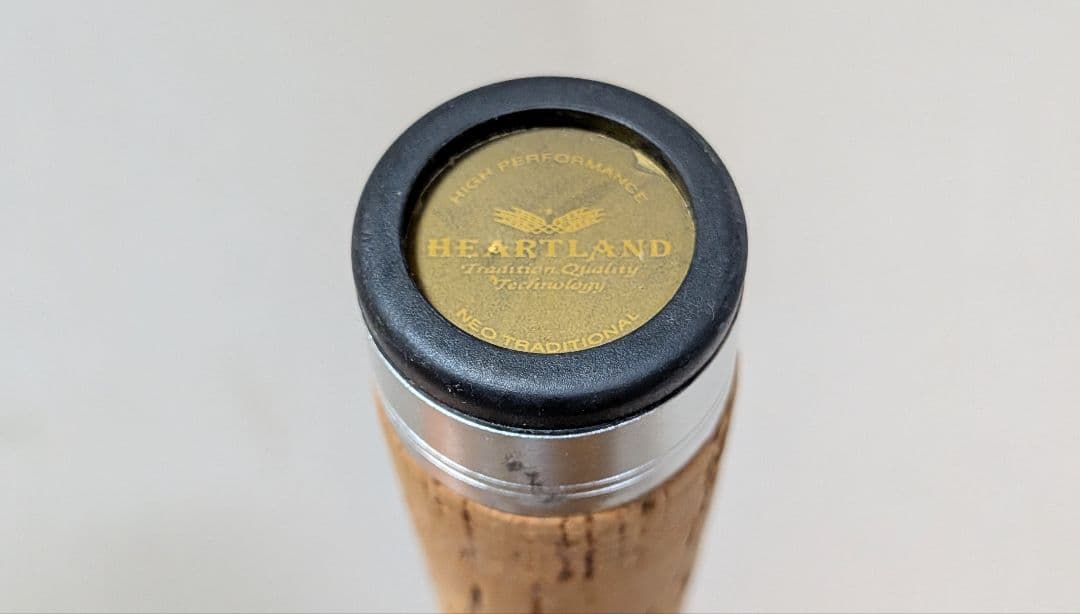 HIGH PERFORMANCE
HEARTLAND
Tradition Quality
Technology
NEO TRADITIONAL